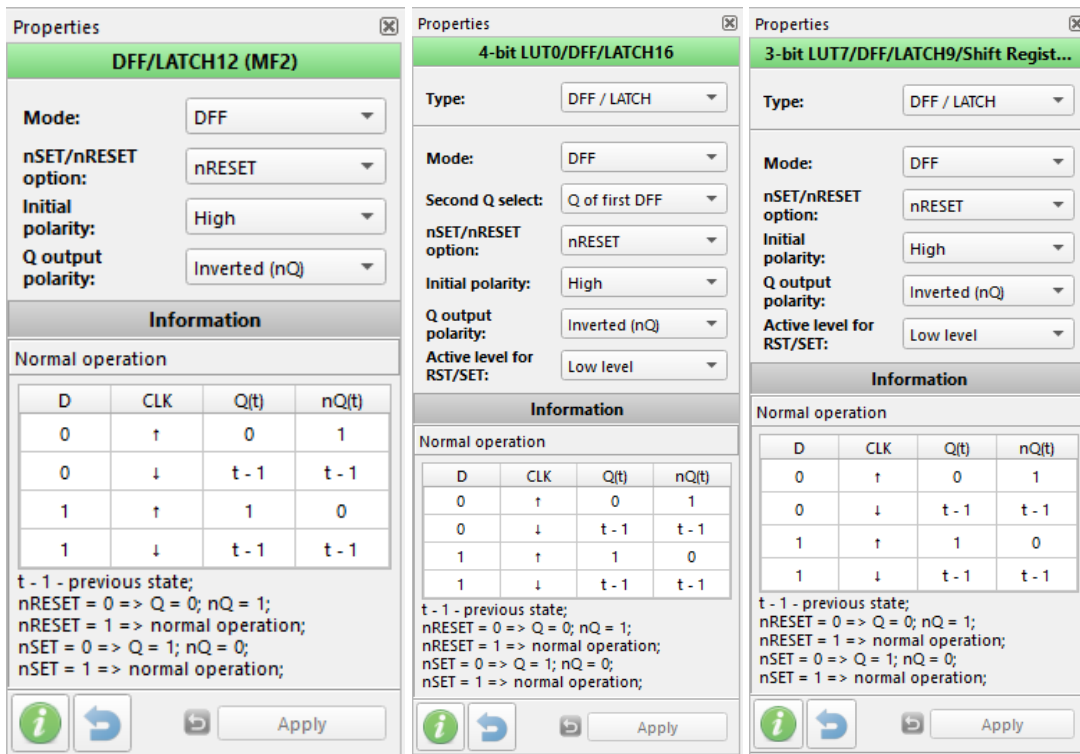 Properties
DFF/LATCH12 (MF2)
Mode: DFF
nSET/nRESET option: nRESET
Initial polarity: High
Q output polarity: Inverted (nQ)
Information
Normal operation
D CLK Q(t) nQ(t)
0 ↑ 0 1
0 ↓ t - 1 t - 1
1 ↑ 1 0
1 ↓ t - 1 t - 1
t - 1 - previous state;
nRESET = 0 => Q = 0; nQ = 1;
nRESET = 1 => normal operation;
nSET = 0 => Q = 1; nQ = 0;
nSET = 1 => normal operation;
Apply
Properties
4-bit LUT0/DFF/LATCH16
Type: DFF / LATCH
Mode: DFF
Second Q select: Q of first DFF
nSET/nRESET option: nRESET
Initial polarity: High
Q output polarity: Inverted (nQ)
Active level for RST/SET: Low level
Information
Normal operation
D CLK Q(t) nQ(t)
0 ↑ 0 1
0 ↓ t - 1 t - 1
1 ↑ 1 0
1 ↓ t - 1 t - 1
t - 1 - previous state;
nRESET = 0 => Q = 0; nQ = 1;
nRESET = 1 => normal operation;
nSET = 0 => Q = 1; nQ = 0;
nSET = 1 => normal operation;
Apply
Properties
3-bit LUT7/DFF/LATCH9/Shift Regist...
Type: DFF / LATCH
Mode: DFF
nSET/nRESET option: nRESET
Initial polarity: High
Q output polarity: Inverted (nQ)
Active level for RST/SET: Low level
Information
Normal operation
D CLK Q(t) nQ(t)
0 ↑ 0 1
0 ↓ t - 1 t - 1
1 ↑ 1 0
1 ↓ t - 1 t - 1
t - 1 - previous state;
nRESET = 0 => Q = 0; nQ = 1;
nRESET = 1 => normal operation;
nSET = 0 => Q = 1; nQ = 0;
nSET = 1 => normal operation;
Apply